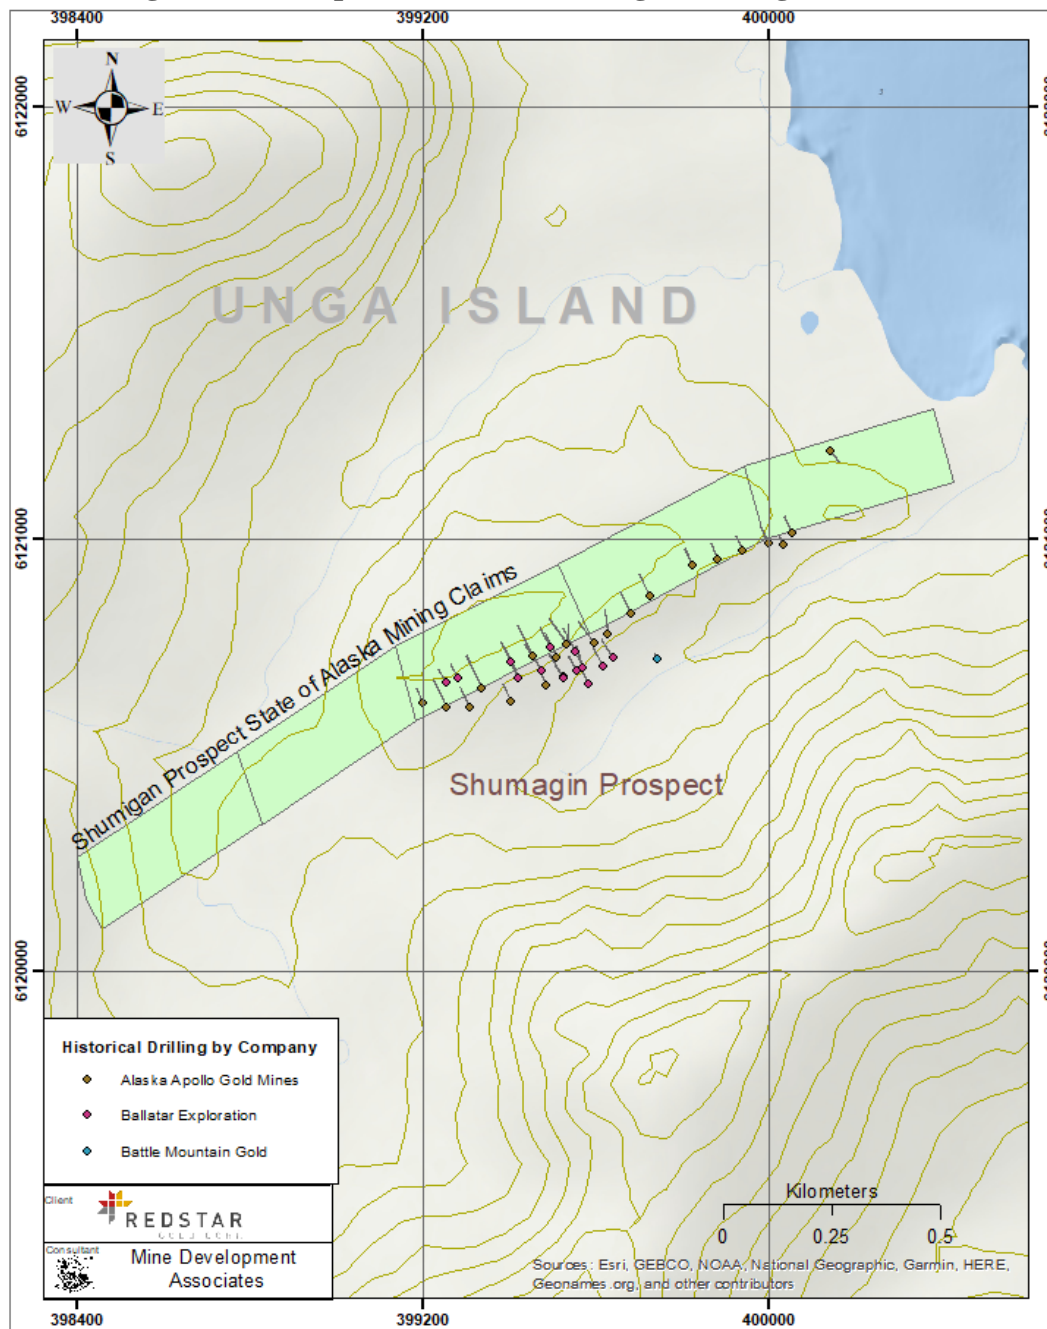 398400
399200
400000
N
W
E
S
6122000
UNGA ISLAND
6121000
Shumigan Prospect State of Alaska Mining Claims
Shumagin Prospect
6120000
Historical Drilling by Company
Alaska Apollo Gold Mines
Ballatar Exploration
Battle Mountain Gold
Client
REDSTAR
GOLD CORP.
Consultant
Mine Development
Associates
Kilometers
0 0.25 0.5
Sources: Esri, GEBCO, NOAA, National Geographic, Garmin, HERE,
Geonames.org, and other contributors
398400
399200
400000